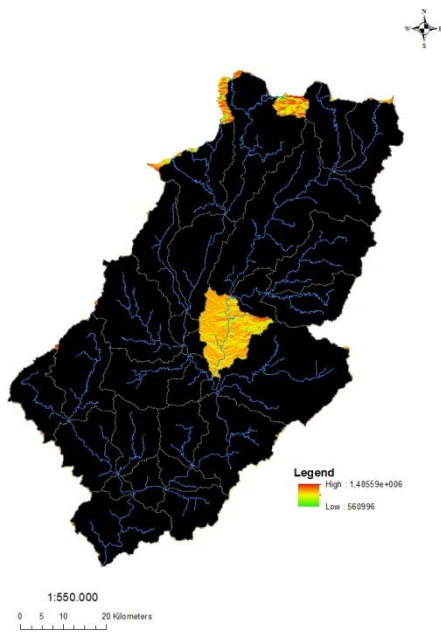 N
W E
S
Legend
High : 1,48559e+006
Low : 560996
1:550.000
0 5 10 20 Kilometers